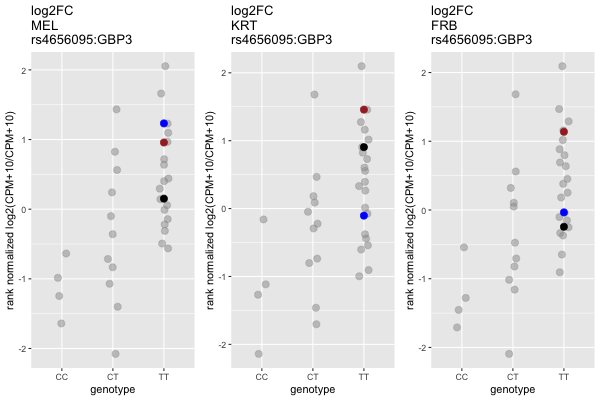 log2FC
MEL
rs4656095:GBP3
rank normalized log2(CPM+10/CPM+10)
2
1
0
-1
-2
CC CT TT
genotype
log2FC
KRT
rs4656095:GBP3
rank normalized log2(CPM+10/CPM+10)
2
1
0
-1
-2
CC CT TT
genotype
log2FC
FRB
rs4656095:GBP3
rank normalized log2(CPM+10/CPM+10)
2
1
0
-1
-2
CC CT TT
genotype